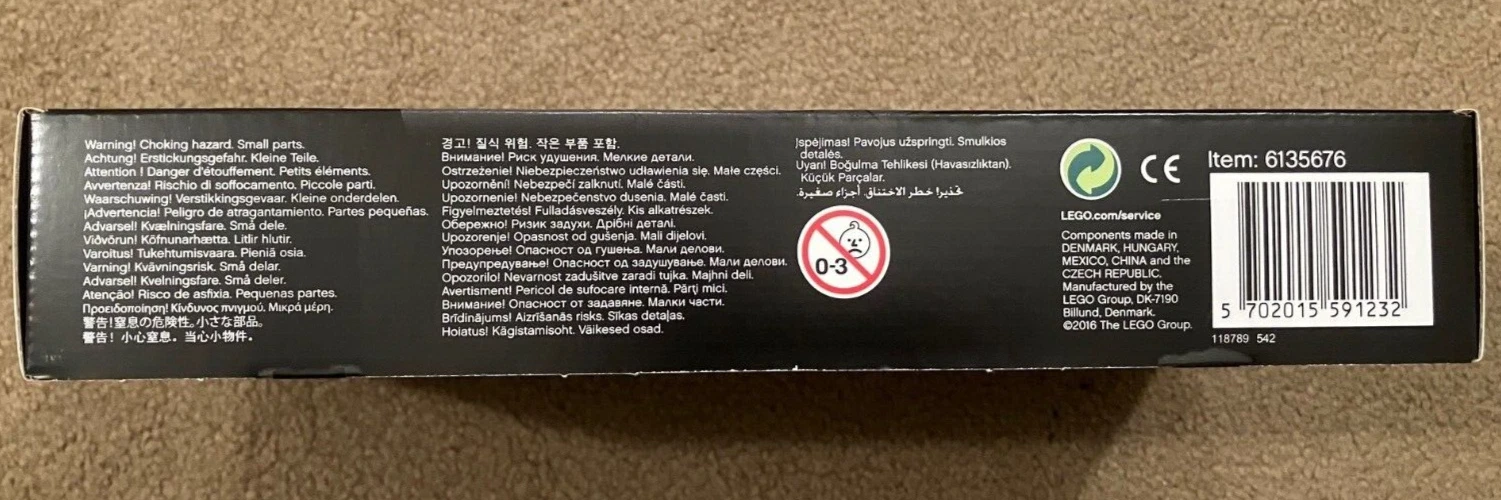 Warning! Choking hazard. Small parts.
Achtung! Erstickungsgefahr. Kleine Teile.
Attention ! Danger d'étouffement. Petits éléments.
Avvertenza! Rischio di soffocamento. Piccole parti.
Waarschuwing! Verstikkingsgevaar. Kleine onderdelen.
¡Advertencia! Peligro de atragantamiento. Partes pequeñas.
Advarsel! Kvælningsfare. Små dele.
Viðvörun! Köfnunarhætta. Litlir hlutir.
Varoitus! Tukehtumisvaara. Pieniä osia.
Varning! Kvävningsrisk. Små delar.
Advarsel! Kvelningsfare. Små deler.
Atenção! Risco de asfixia. Pequenas partes.
Προειδοποίηση! Κίνδυνος πνιγμού. Μικρά μέρη.
警告!窒息の危険性。小さな部品。
警告! 小心窒息。当心小物件。
경고! 질식 위험. 작은 부품 포함.
Внимание! Риск удушения. Мелкие детали.
Ostrzeżenie! Niebezpieczeństwo udławienia się. Małe części.
Upozornění! Nebezpečí zalknutí. Malé části.
Upozornenie! Nebezpečenstvo dusenia. Malé časti.
Figyelmeztetés! Fulladásveszély. Kis alkatrészek.
Обережно! Ризик задухи. Дрібні деталі.
Upozorenje! Opasnost od gušenja. Mali dijelovi.
Упозорење! Опасност од гушења. Мали делови.
Предупредување! Опасност од задушување. Мали делови.
Opozorilo! Nevarnost zadušitve zaradi tujka. Majhni deli.
Avertisment! Pericol de sufocare internă. Părţi mici.
Внимание! Опасност от задавяне. Малки части.
Brīdinājums! Aizrīšanās risks. Sīkas detaļas.
Hoiatus! Kägistamisoht. Väikesed osad.
Įspėjimas! Pavojus užspringti. Smulkios
detalės.
Uyarı! Boğulma Tehlikesi (Havasızlıktan).
Küçük Parçalar.
تحذير! خطر الاختناق. أجزاء صغيرة.
0-3
LEGO.com/service
Components made in
DENMARK, HUNGARY,
MEXICO, CHINA and the
CZECH REPUBLIC.
Manufactured by the
LEGO Group, DK-7190
Billund, Denmark.
©2016 The LEGO Group.
CE
Item: 6135676
5 702015 591232
118789 542